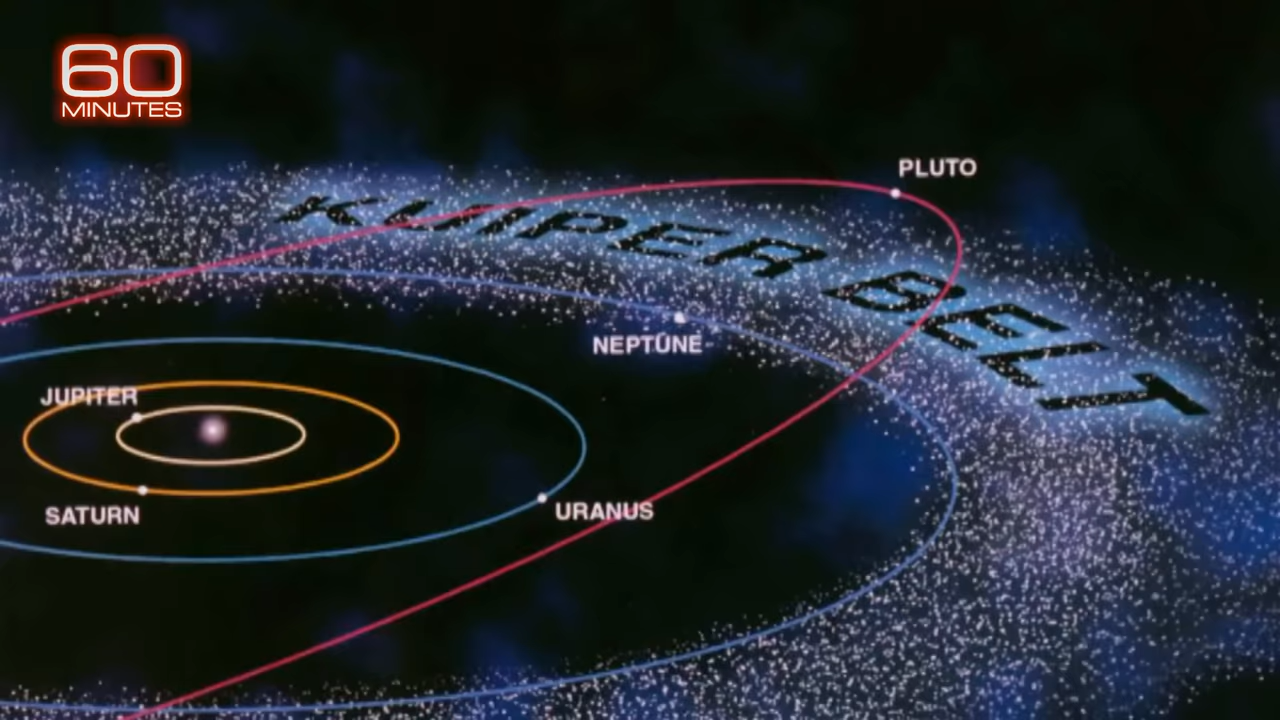 60
MINUTES
PLUTO
KUIPER BELT
NEPTUNE
JUPITER
URANUS
SATURN